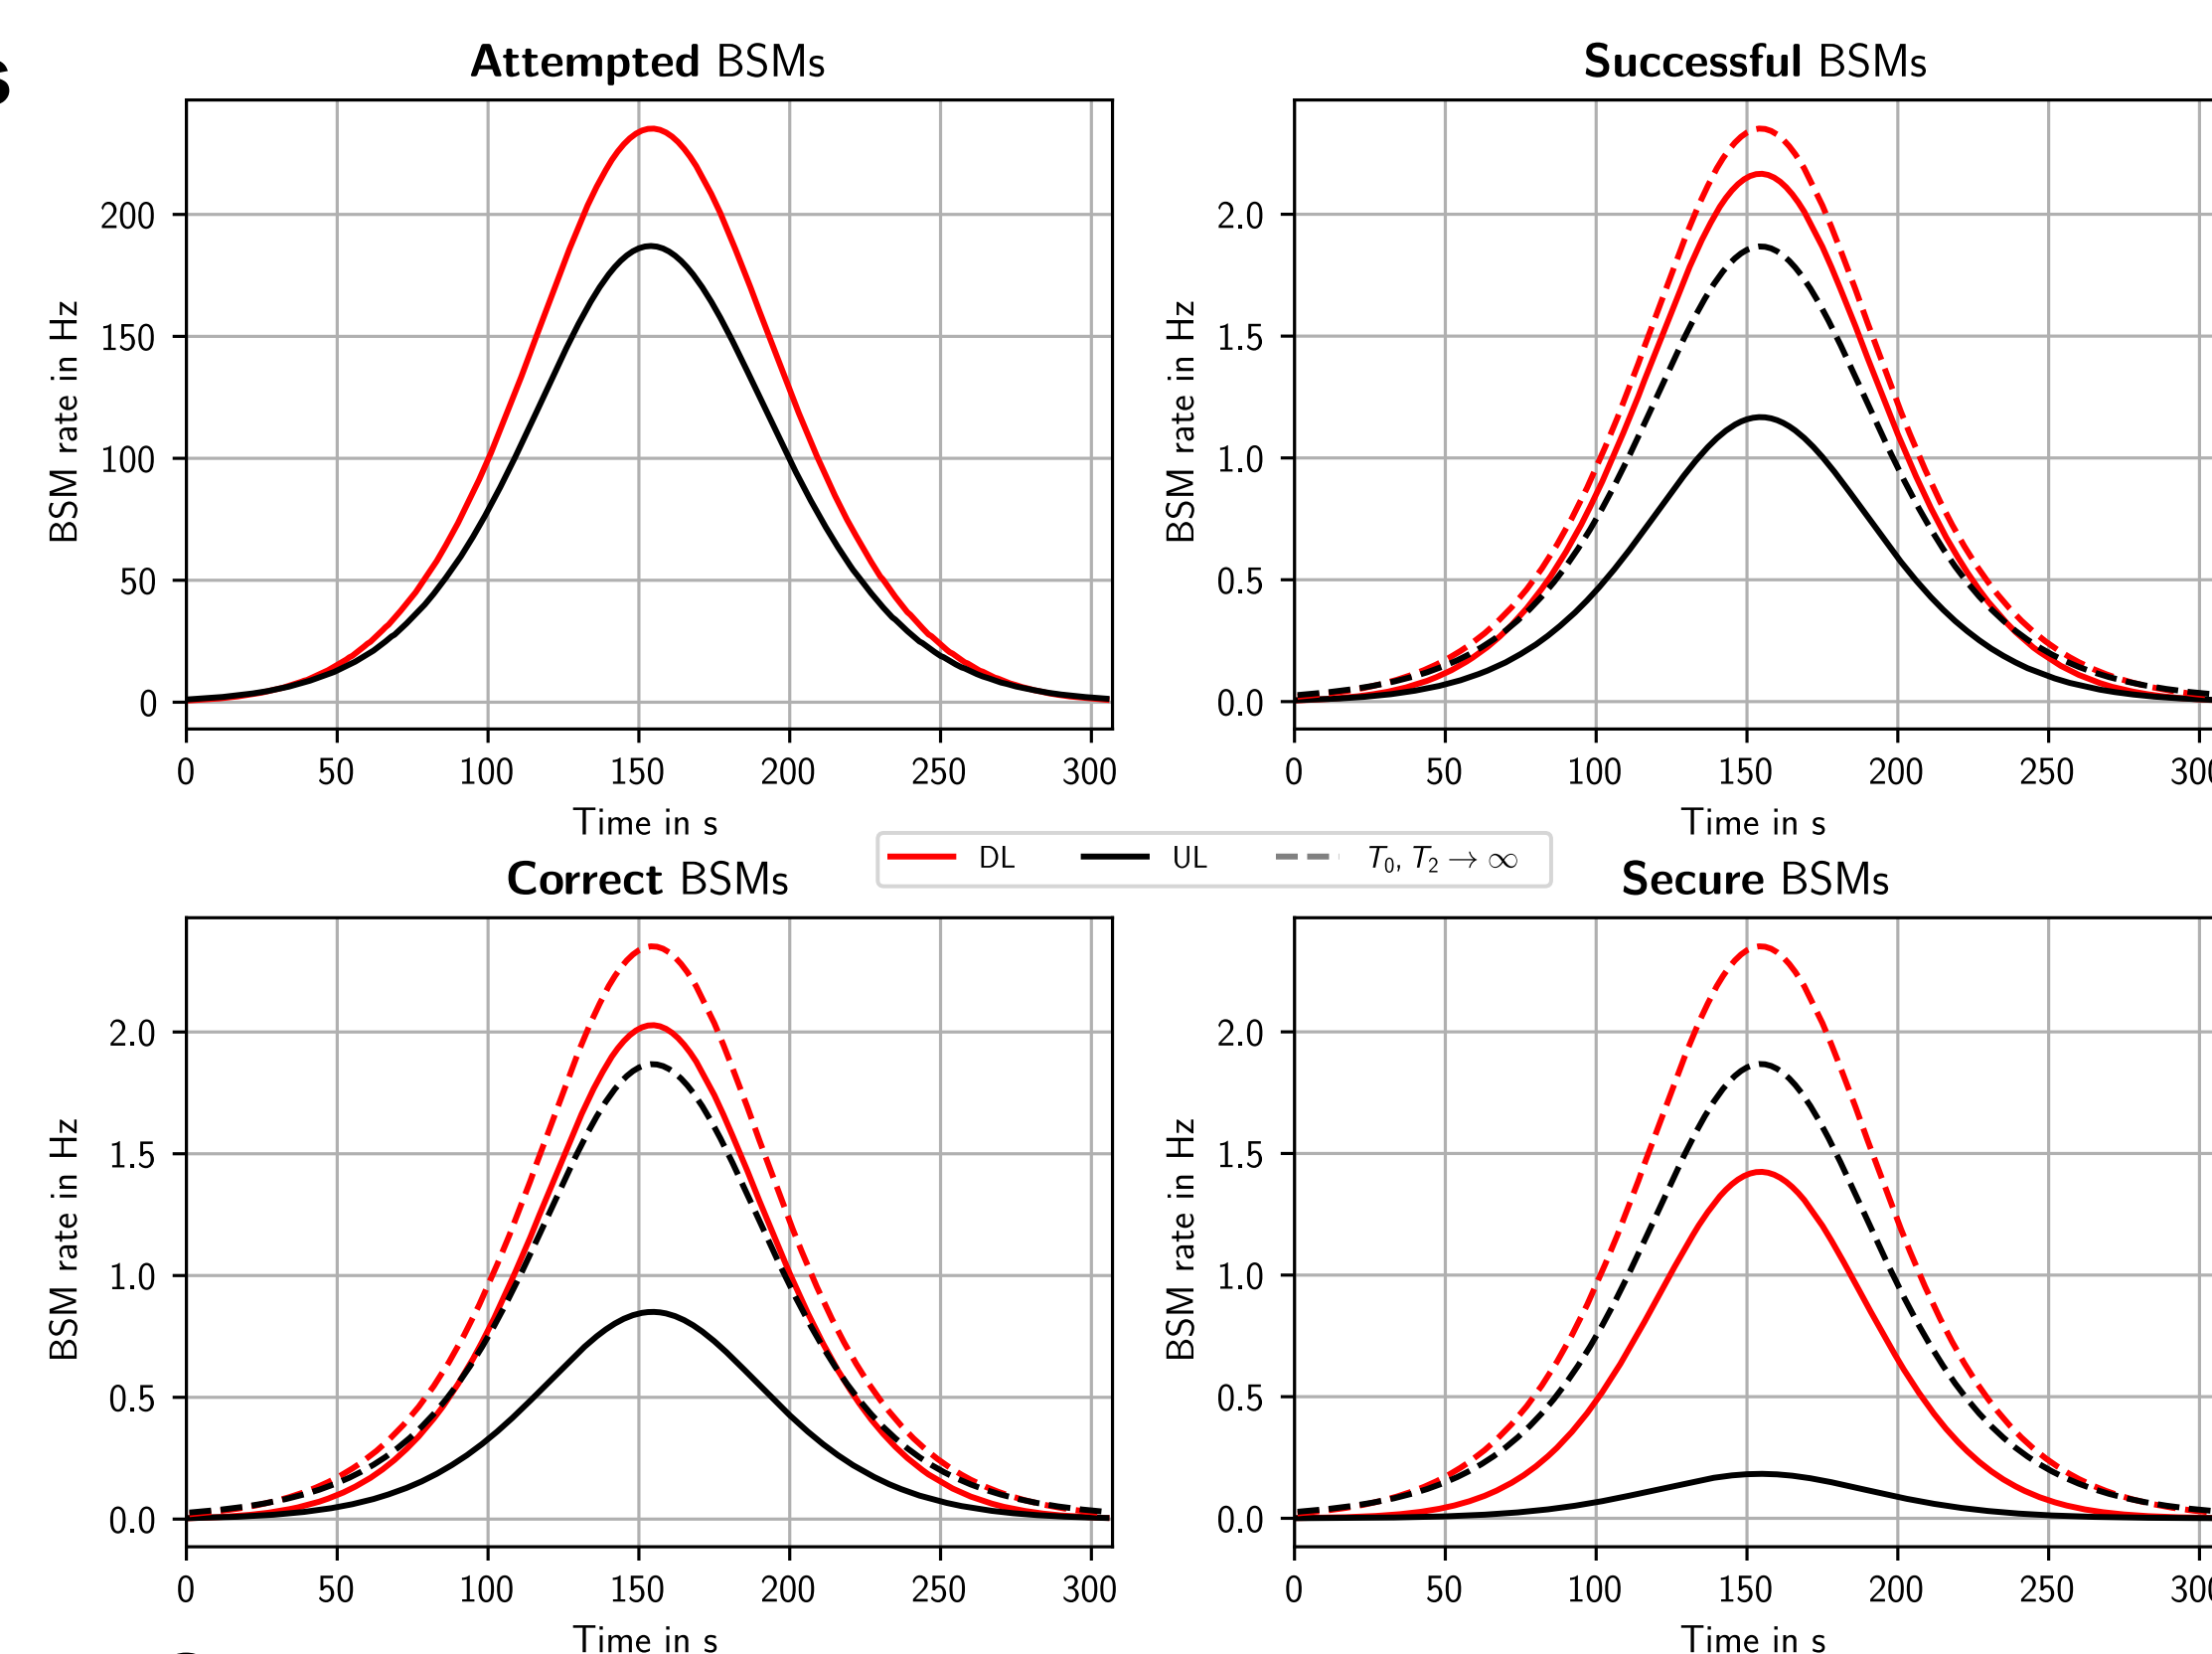 s
Attempted BSMs
BSM rate in Hz
200
150
100
50
0
0 50 100 150 200 250 300
Time in s
Successful BSMs
BSM rate in Hz
2.0
1.5
1.0
0.5
0.0
0 50 100 150 200 250 300
Time in s
DL UL T₀, T₂ → ∞
Correct BSMs
BSM rate in Hz
2.0
1.5
1.0
0.5
0.0
0 50 100 150 200 250 300
Time in s
Secure BSMs
BSM rate in Hz
2.0
1.5
1.0
0.5
0.0
0 50 100 150 200 250 300
Time in s